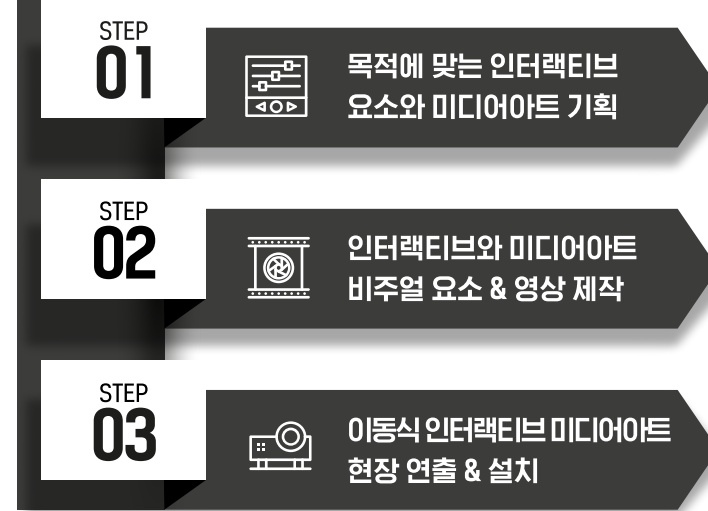 STEP
01
목적에 맞는 인터랙티브
요소와 미디어아트 기획
STEP
02
인터랙티브와 미디어아트
비주얼 요소 & 영상 제작
STEP
03
이동식 인터랙티브 미디어아트
현장 연출 & 설치